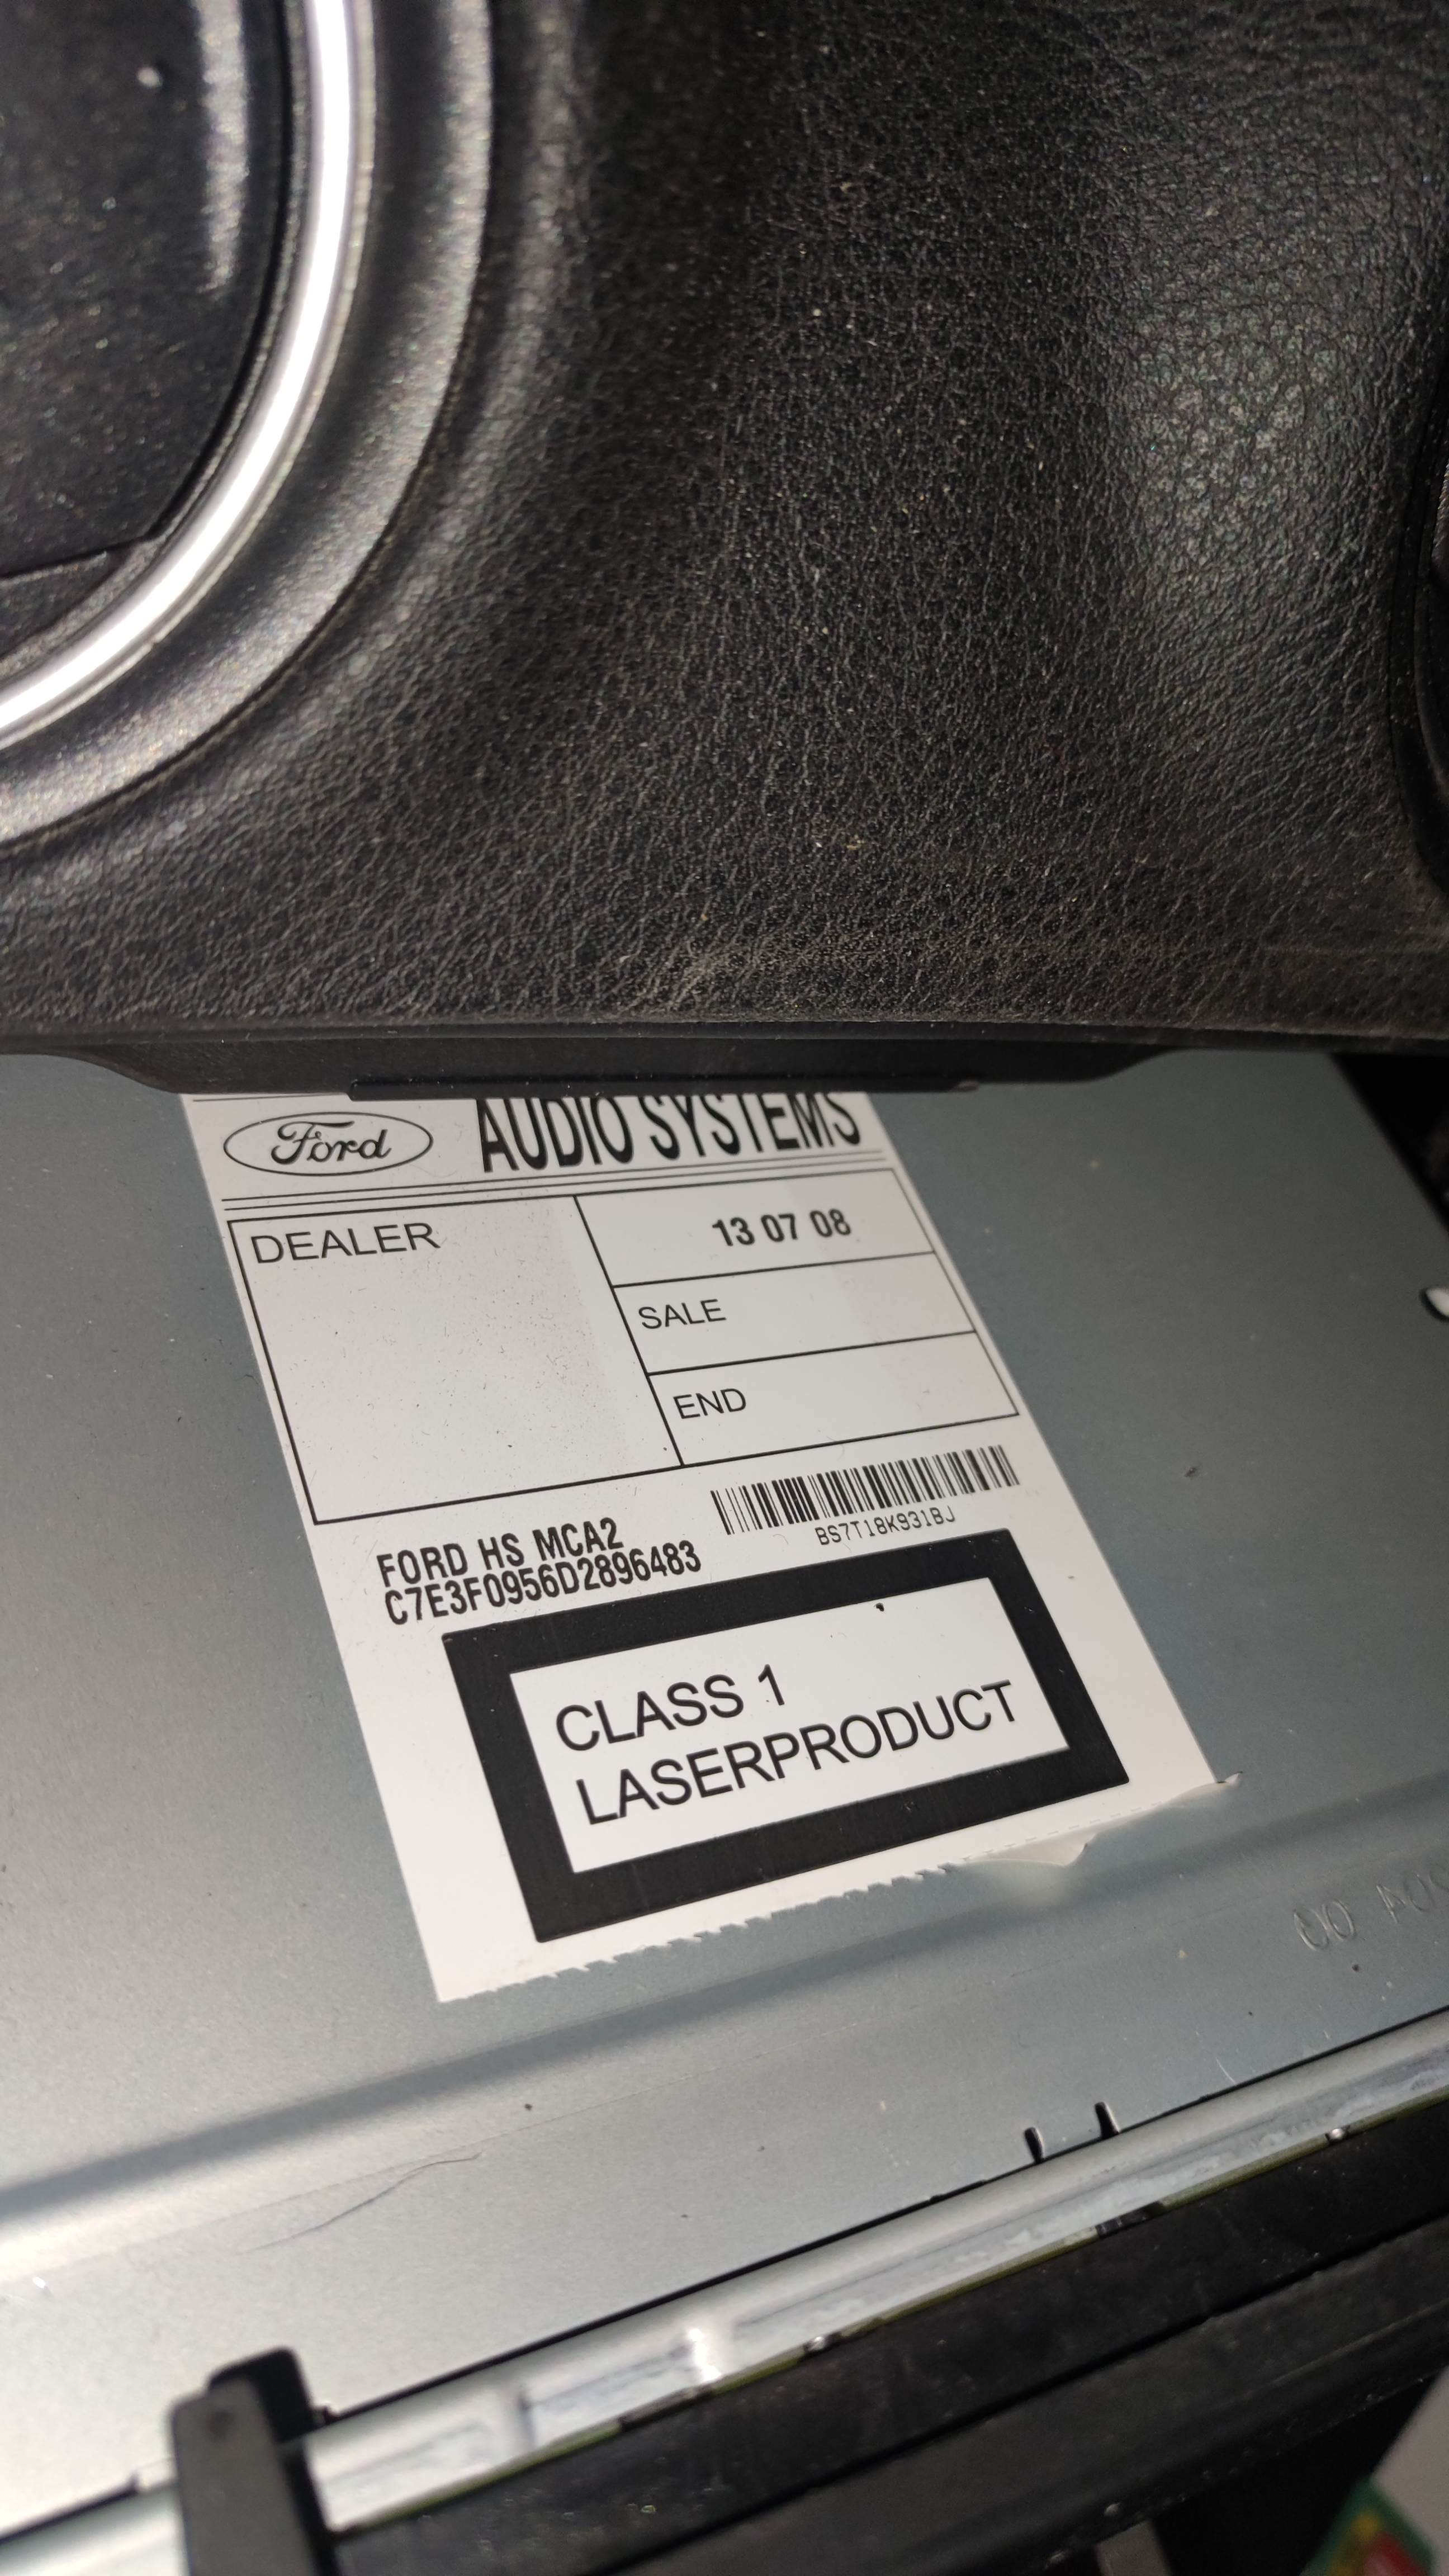 Ford AUDIO SYSTEMS
DEALER
13 07 08
SALE
END
BS7T18K931BJ
FORD HS MCA2
C7E3F0956D2896483
CLASS 1
LASERPRODUCT